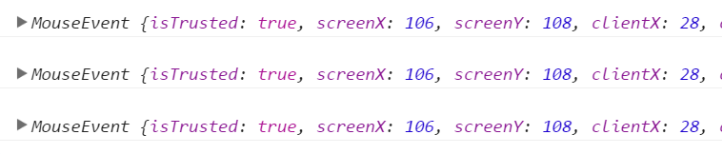 ▶MouseEvent {isTrusted: true, screenX: 106, screenY: 108, clientX: 28,
▶MouseEvent {isTrusted: true, screenX: 106, screenY: 108, clientX: 28,
▶MouseEvent {isTrusted: true, screenX: 106, screenY: 108, clientX: 28,